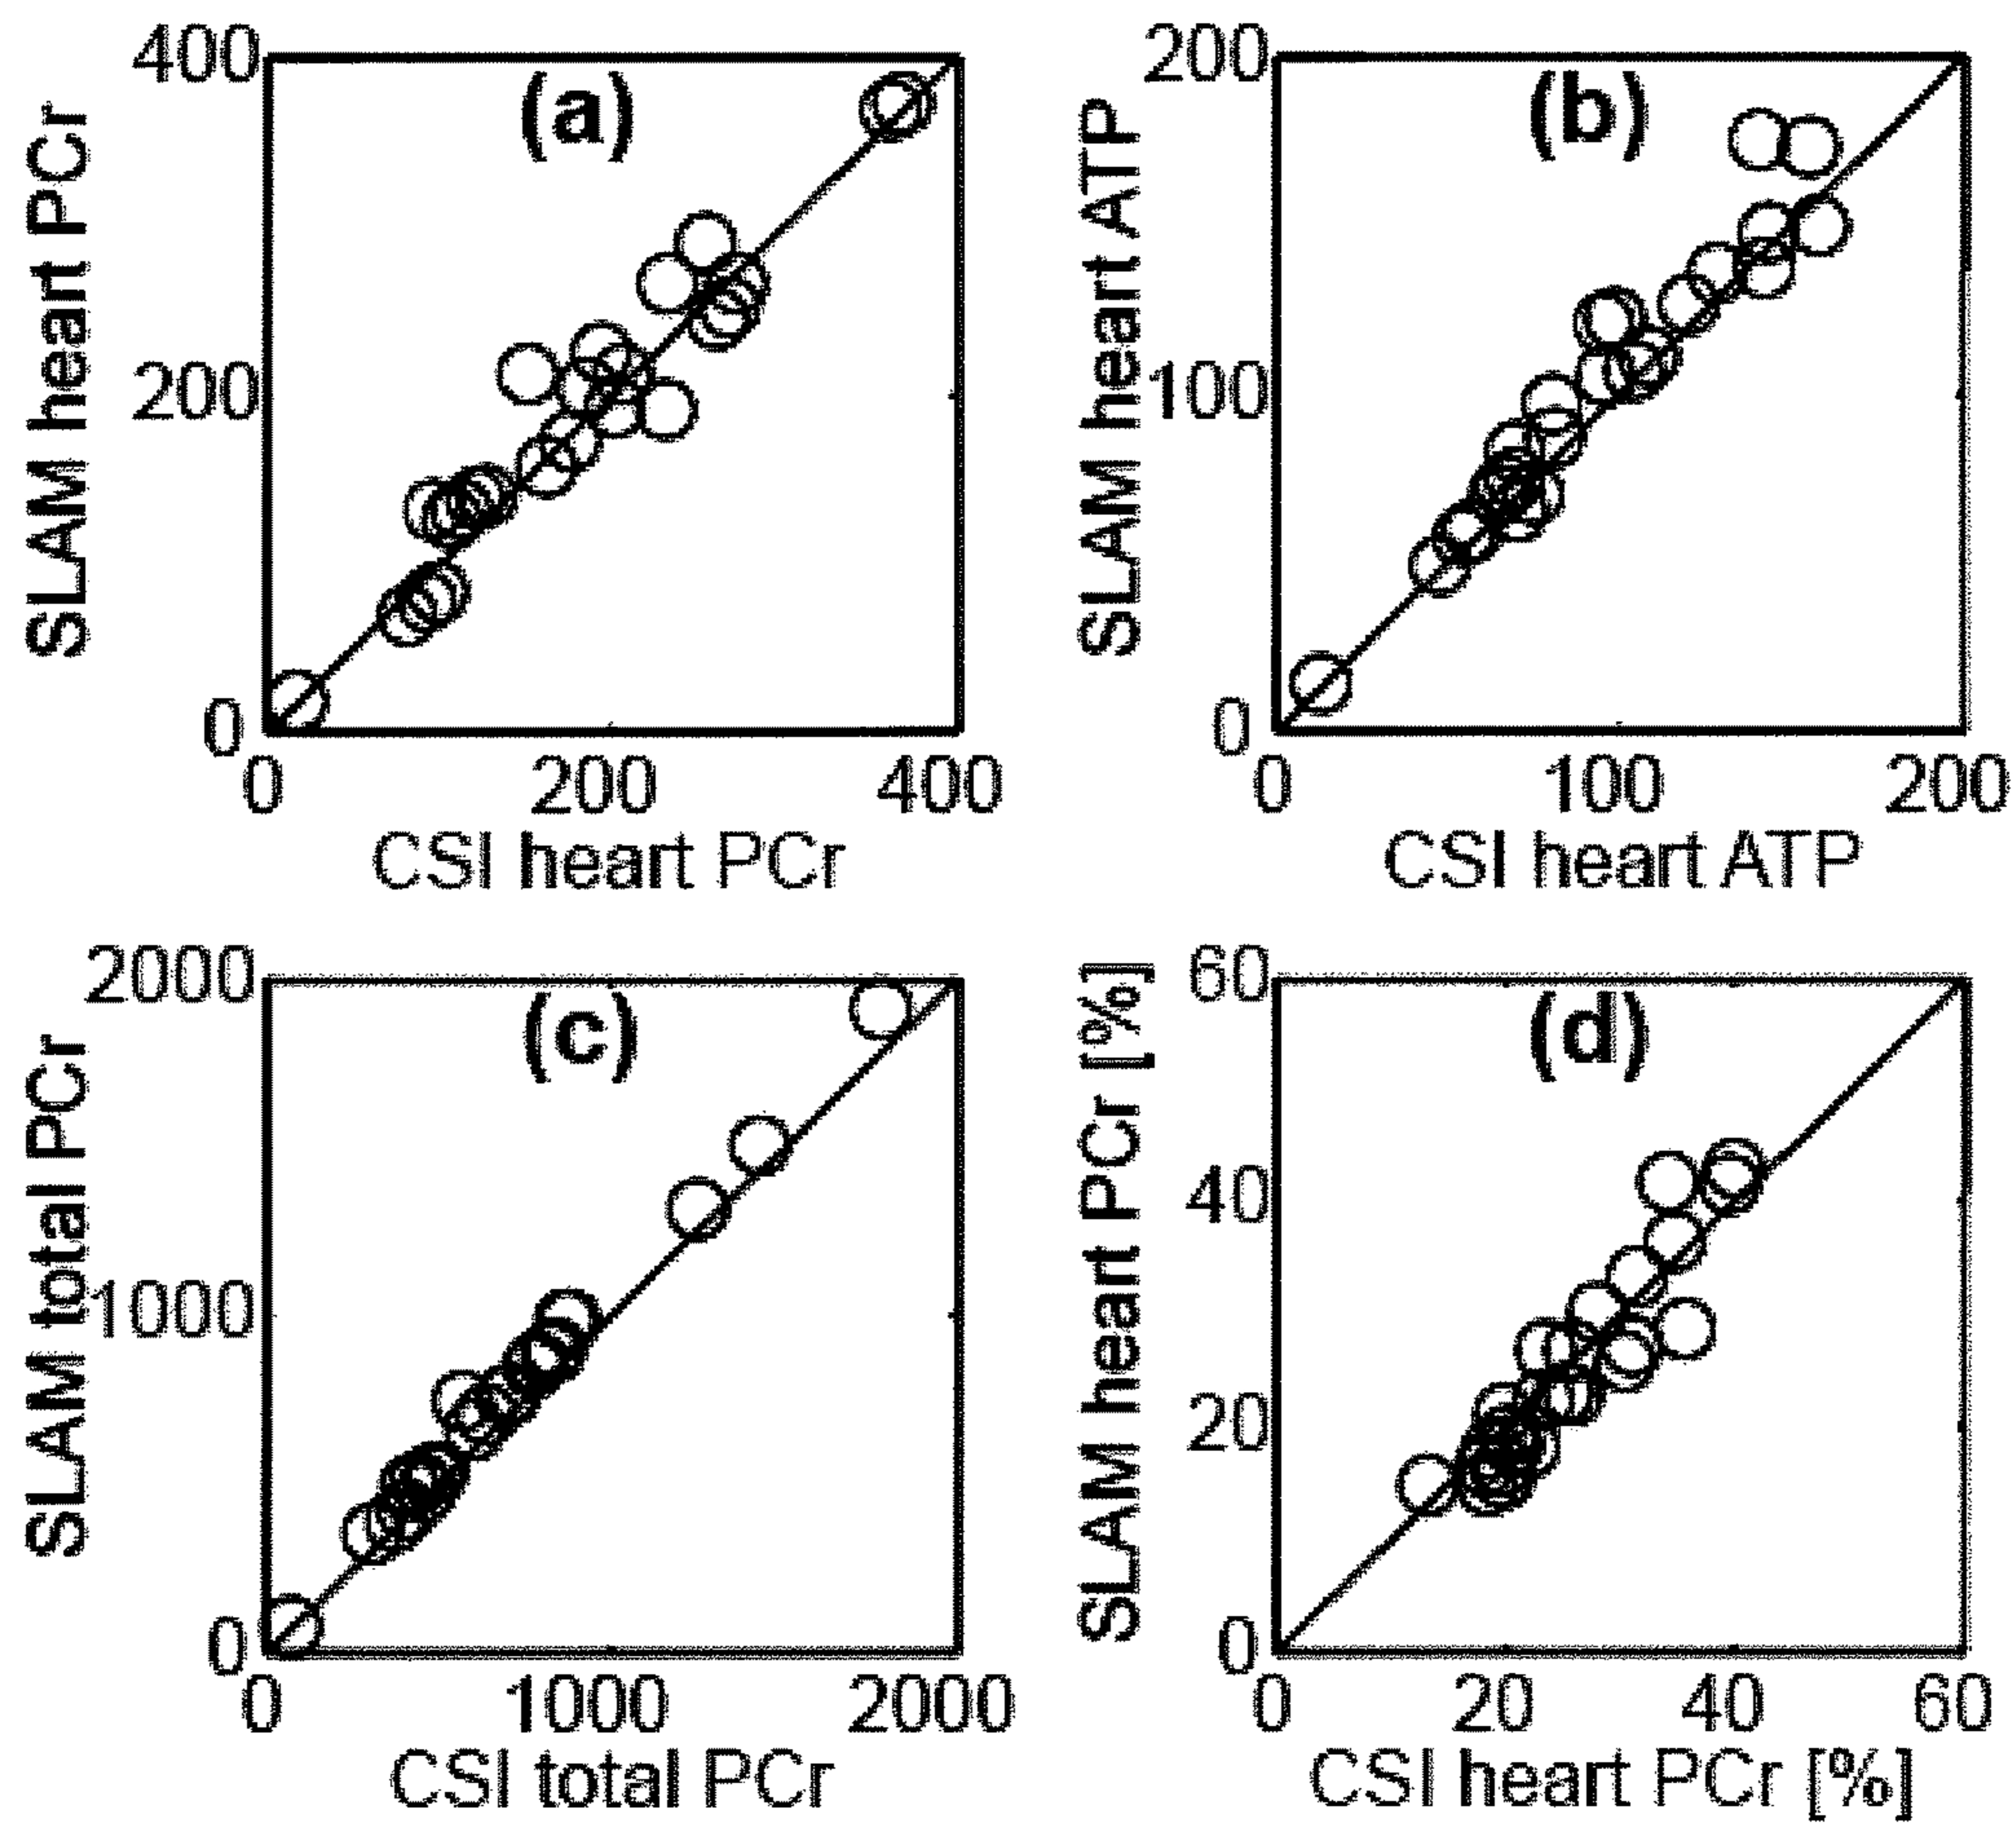 400
(a)
SLAM heart PCr
200
0
0 200 400
CSI heart PCr
200
(b)
SLAM heart ATP
100
0
0 100 200
CSI heart ATP
2000
(c)
SLAM total PCr
1000
0
0 1000 2000
CSI total PCr
60
(d)
SLAM heart PCr [%]
40
20
0
0 20 40 60
CSI heart PCr [%]